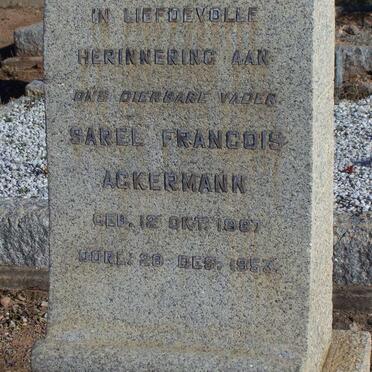 IN LIEFDEVOLLE
HERINNERING AAN
ONS DIERBARE VADER
SAREL FRANCOIS
ACKERMANN
GEB. 12 OKT. 1867
OORL. 28 DES. 1957.